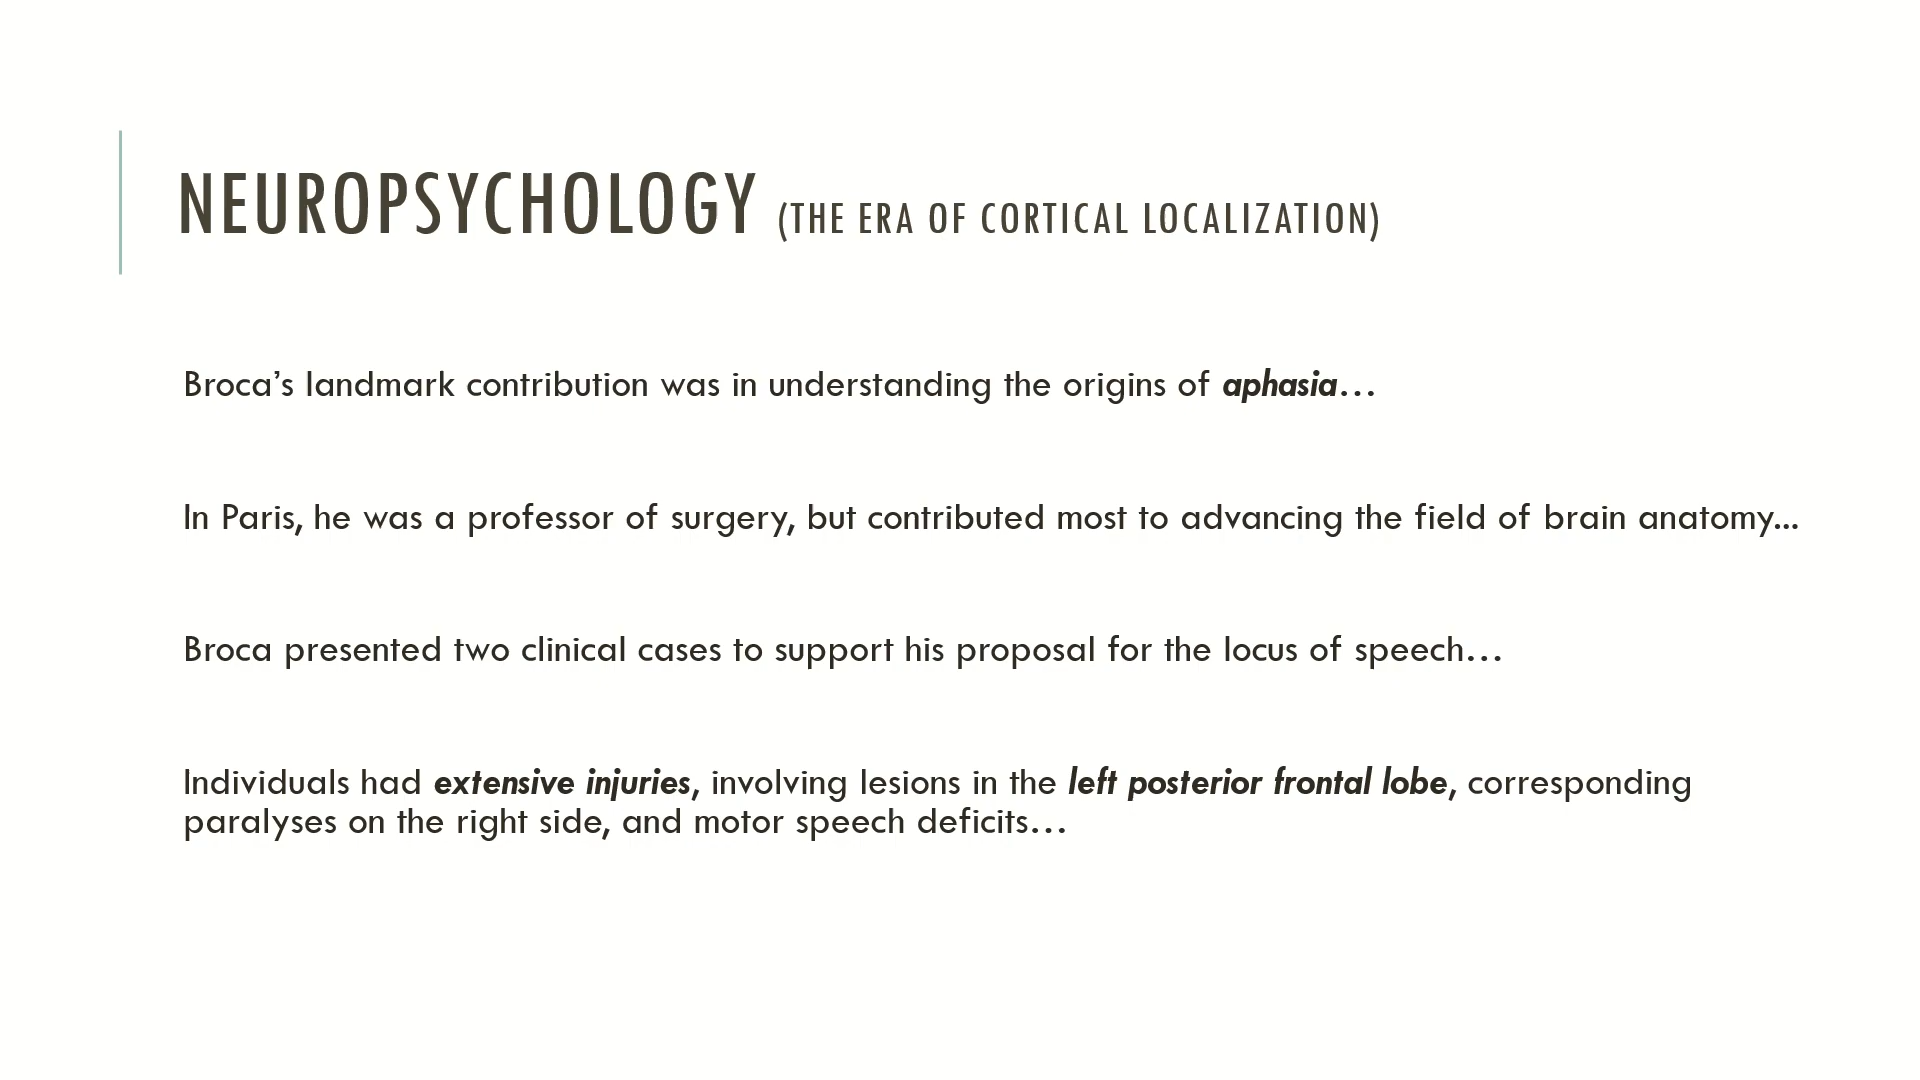 NEUROPSYCHOLOGY (THE ERA OF CORTICAL LOCALIZATION)
Broca’s landmark contribution was in understanding the origins of aphasia…
In Paris, he was a professor of surgery, but contributed most to advancing the field of brain anatomy...
Broca presented two clinical cases to support his proposal for the locus of speech…
Individuals had extensive injuries, involving lesions in the left posterior frontal lobe, corresponding
paralyses on the right side, and motor speech deficits…